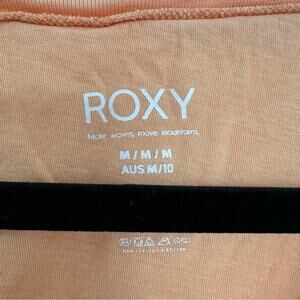 ROXY
Make waves, move mountains.
M / M / M
AUS M/10